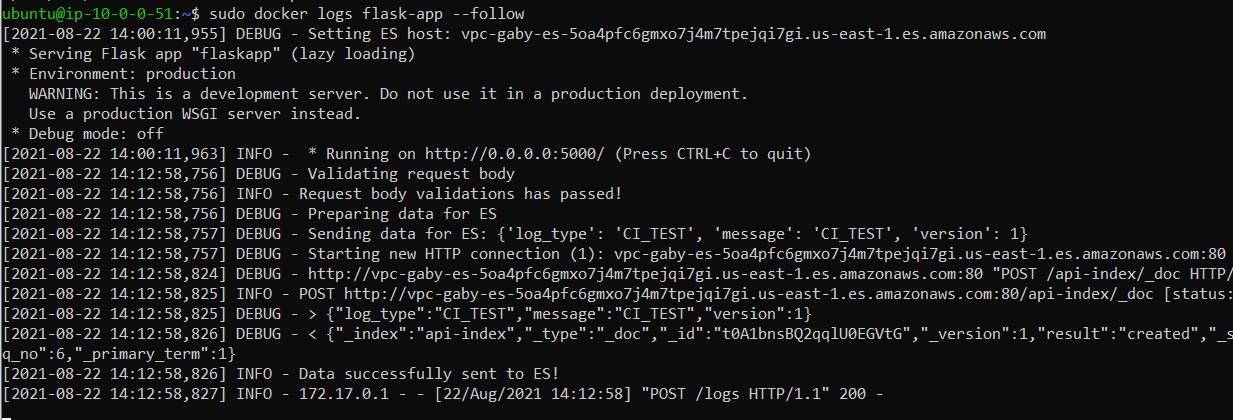 ubuntu@ip-10-0-0-51:~$ sudo docker logs flask-app --follow
[2021-08-22 14:00:11,955] DEBUG - Setting ES host: vpc-gaby-es-5oa4pfc6gmxo7j4m7tpejqi7gi.us-east-1.es.amazonaws.com
 * Serving Flask app "flaskapp" (lazy loading)
 * Environment: production
   WARNING: This is a development server. Do not use it in a production deployment.
   Use a production WSGI server instead.
 * Debug mode: off
[2021-08-22 14:00:11,963] INFO -  * Running on http://0.0.0.0:5000/ (Press CTRL+C to quit)
[2021-08-22 14:12:58,756] DEBUG - Validating request body
[2021-08-22 14:12:58,756] INFO - Request body validations has passed!
[2021-08-22 14:12:58,756] DEBUG - Preparing data for ES
[2021-08-22 14:12:58,757] DEBUG - Sending data for ES: {'log_type': 'CI_TEST', 'message': 'CI_TEST', 'version': 1}
[2021-08-22 14:12:58,757] DEBUG - Starting new HTTP connection (1): vpc-gaby-es-5oa4pfc6gmxo7j4m7tpejqi7gi.us-east-1.es.amazonaws.com:80
[2021-08-22 14:12:58,824] DEBUG - http://vpc-gaby-es-5oa4pfc6gmxo7j4m7tpejqi7gi.us-east-1.es.amazonaws.com:80 "POST /api-index/_doc HTTP/
[2021-08-22 14:12:58,825] INFO - POST http://vpc-gaby-es-5oa4pfc6gmxo7j4m7tpejqi7gi.us-east-1.es.amazonaws.com:80/api-index/_doc [status:
[2021-08-22 14:12:58,825] DEBUG - > {"log_type":"CI_TEST","message":"CI_TEST","version":1}
[2021-08-22 14:12:58,826] DEBUG - < {"_index":"api-index","_type":"_doc","_id":"t0A1bnsBQ2qqlU0EGVtG","_version":1,"result":"created","_s
q_no":6,"_primary_term":1}
[2021-08-22 14:12:58,826] INFO - Data successfully sent to ES!
[2021-08-22 14:12:58,827] INFO - 172.17.0.1 - - [22/Aug/2021 14:12:58] "POST /logs HTTP/1.1" 200 -